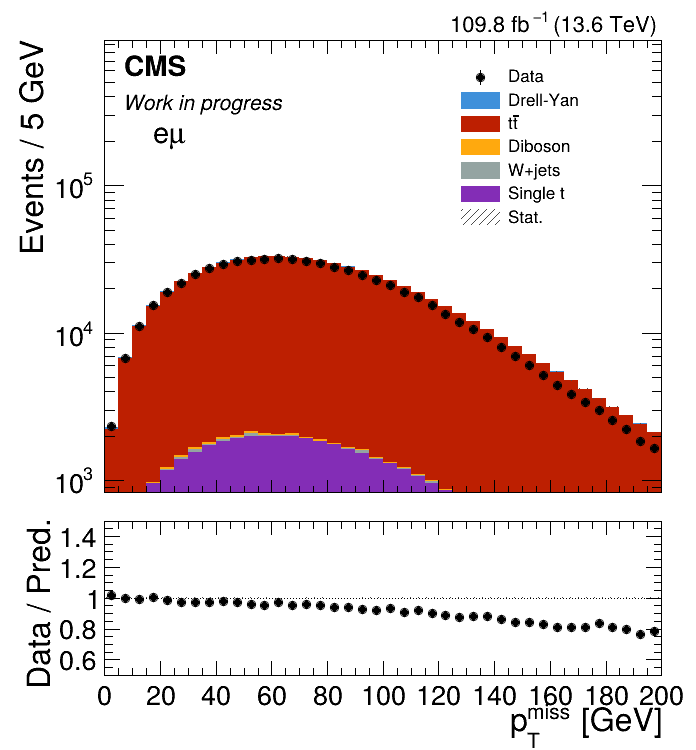 109.8 fb⁻¹ (13.6 TeV)
CMS
Work in progress
eμ
Data
Drell-Yan
tt̄
Diboson
W+jets
Single t
Stat.
Events / 5 GeV
10⁵
10⁴
10³
Data / Pred.
1.4
1.2
1
0.8
0.6
0 20 40 60 80 100 120 140 160 180 200
p_T^miss [GeV]